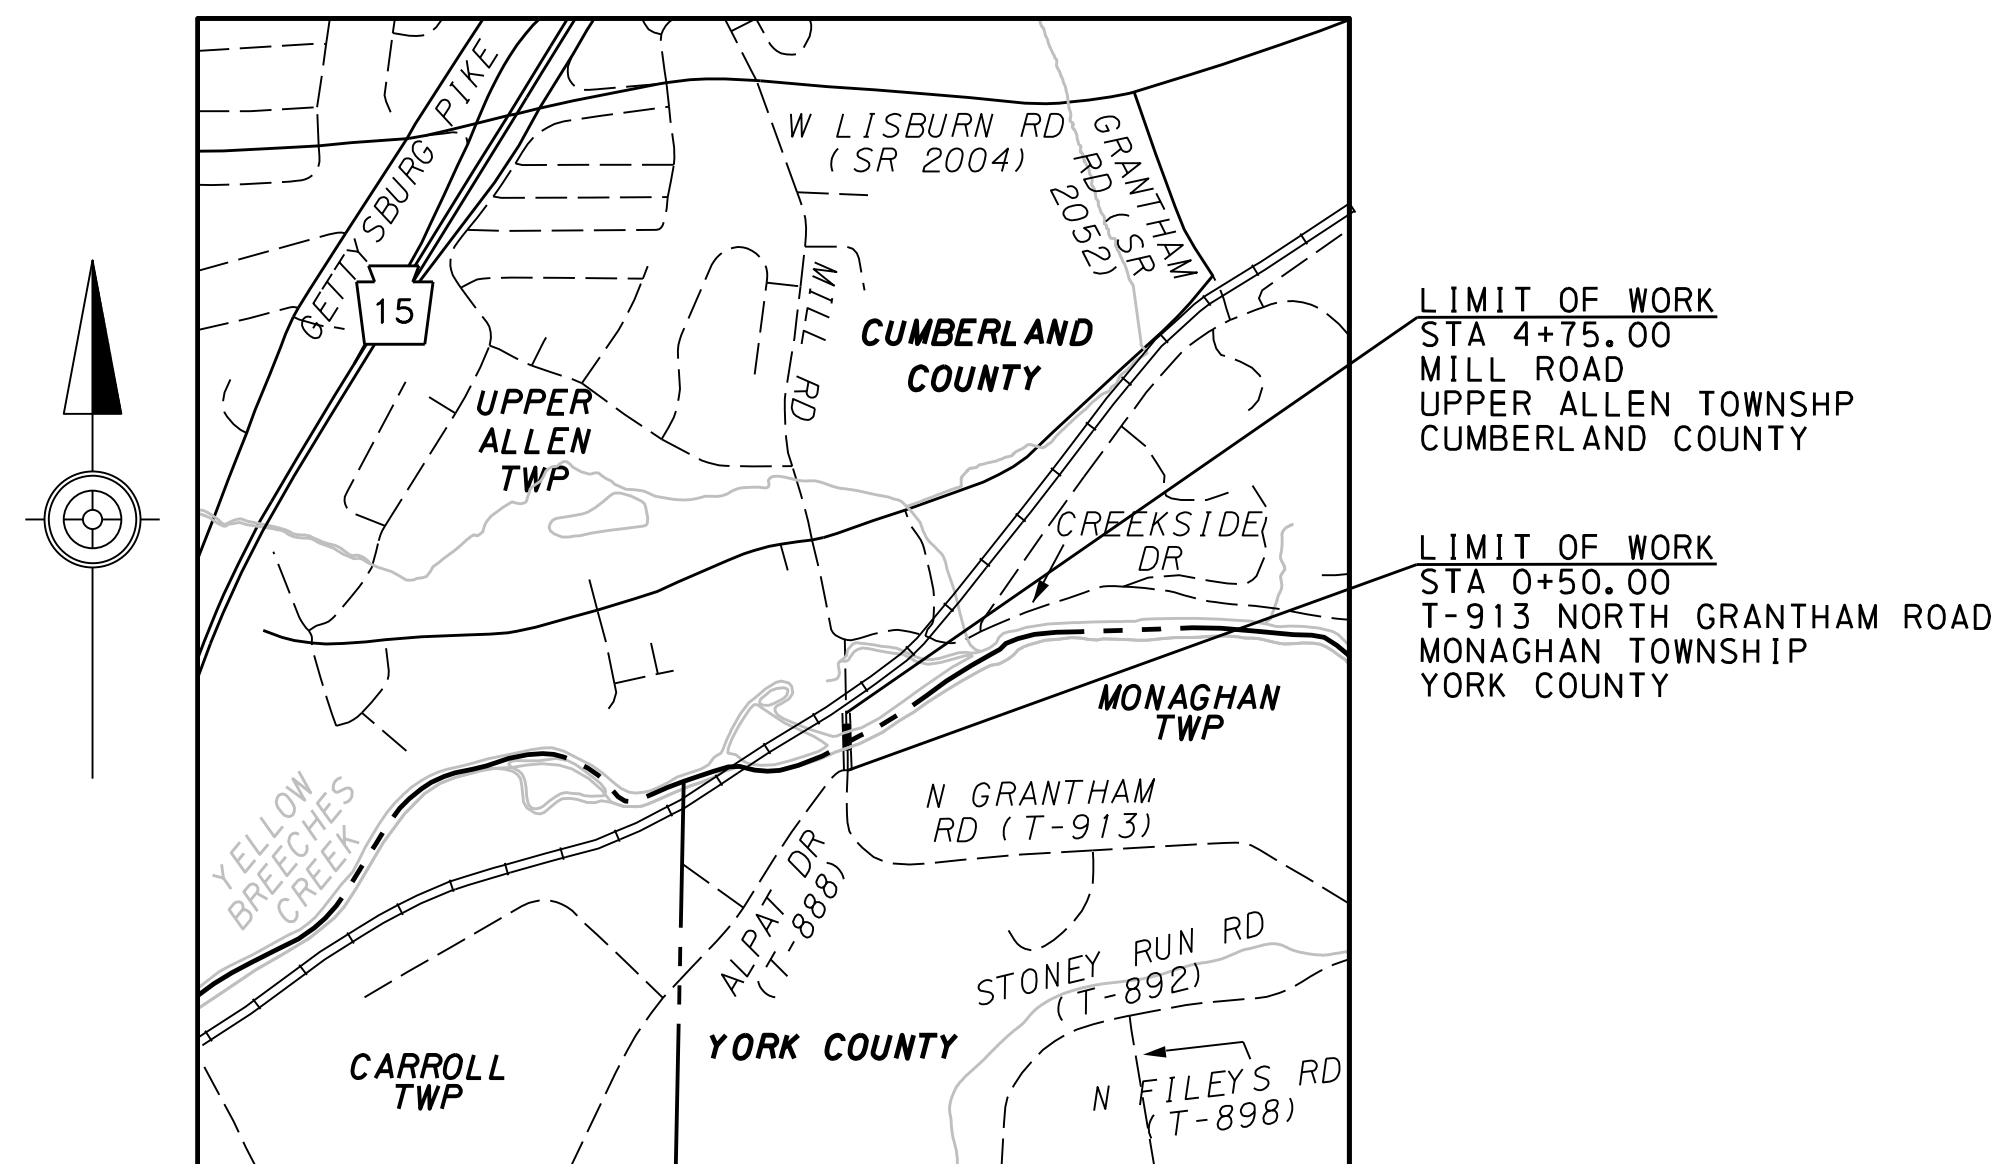 GETTYSBURG PIKE
W LISBURN RD
(SR 2004)
GRANTHAM
RD (SR
2052)
15
MILL RD
CUMBERLAND
COUNTY
UPPER
ALLEN
TWP
LIMIT OF WORK
STA 4+75.00
MILL ROAD
UPPER ALLEN TOWNSHP
CUMBERLAND COUNTY
CREEKSIDE
DR
LIMIT OF WORK
STA 0+50.00
T-913 NORTH GRANTHAM ROAD
MONAGHAN TOWNSHIP
YORK COUNTY
MONAGHAN
TWP
YELLOW
BREECHES
CREEK
N GRANTHAM
RD (T-913)
ALPAT DR
(T-888)
STONEY RUN RD
(T-892)
YORK COUNTY
CARROLL
TWP
N FILEYS RD
(T-898)